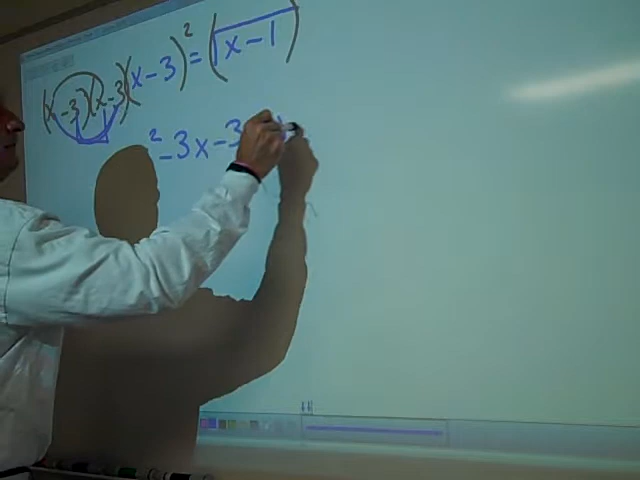 (x-3)(x-3)(x-3)² = (√x-1)
² -3x -3